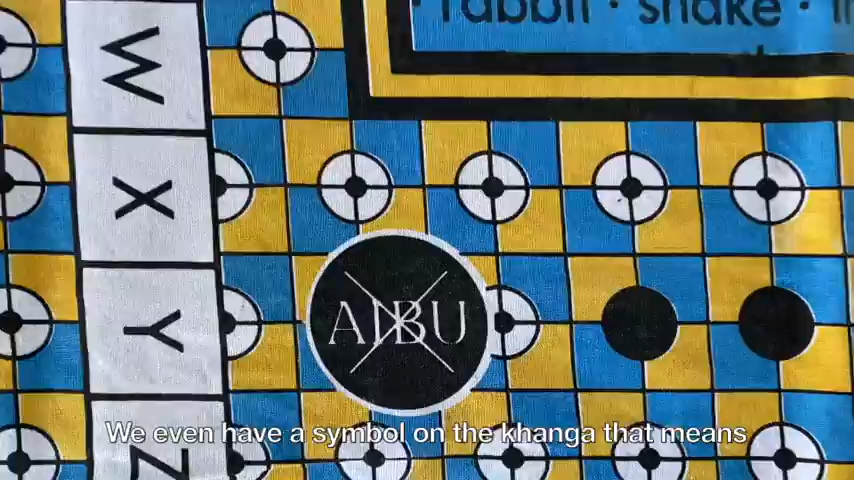 rabbit · snake ·
W
X
AIBU
Y
Z
We even have a symbol on the khanga that means